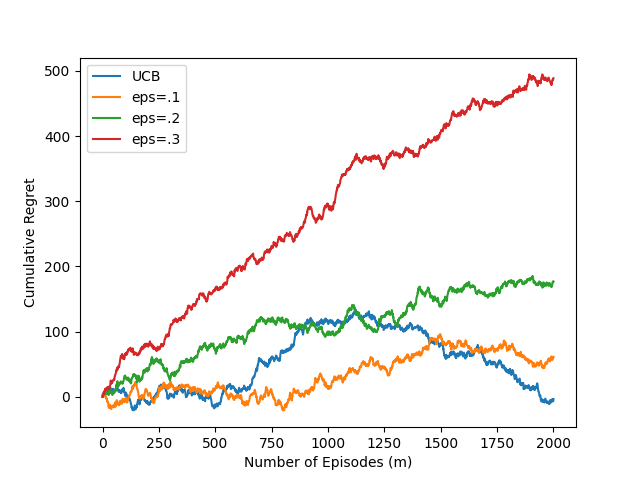 UCB
eps=.1
eps=.2
eps=.3
500
400
300
200
100
0
Cumulative Regret
0 250 500 750 1000 1250 1500 1750 2000
Number of Episodes (m)